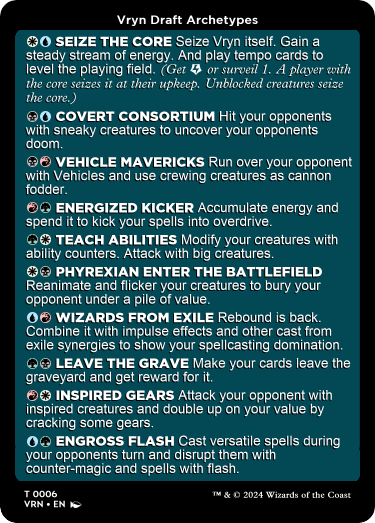 Vryn Draft Archetypes
SEIZE THE CORE Seize Vryn itself. Gain a
steady stream of energy. And play tempo cards to
level the playing field. (Get or surveil 1. A player with
the core seizes it at their upkeep. Unblocked creatures seize
the core.)
COVERT CONSORTIUM Hit your opponents
with sneaky creatures to uncover your opponents
doom.
VEHICLE MAVERICKS Run over your opponent
with Vehicles and use crewing creatures as cannon
fodder.
ENERGIZED KICKER Accumulate energy and
spend it to kick your spells into overdrive.
TEACH ABILITIES Modify your creatures with
ability counters. Attack with big creatures.
PHYREXIAN ENTER THE BATTLEFIELD
Reanimate and flicker your creatures to bury your
opponent under a pile of value.
WIZARDS FROM EXILE Rebound is back.
Combine it with impulse effects and other cast from
exile synergies to show your spellcasting domination.
LEAVE THE GRAVE Make your cards leave the
graveyard and get reward for it.
INSPIRED GEARS Attack your opponent with
inspired creatures and double up on your value by
cracking some gears.
ENGROSS FLASH Cast versatile spells during
your opponents turn and disrupt them with
counter-magic and spells with flash.
T 0006
VRN • EN
™ & © 2024 Wizards of the Coast